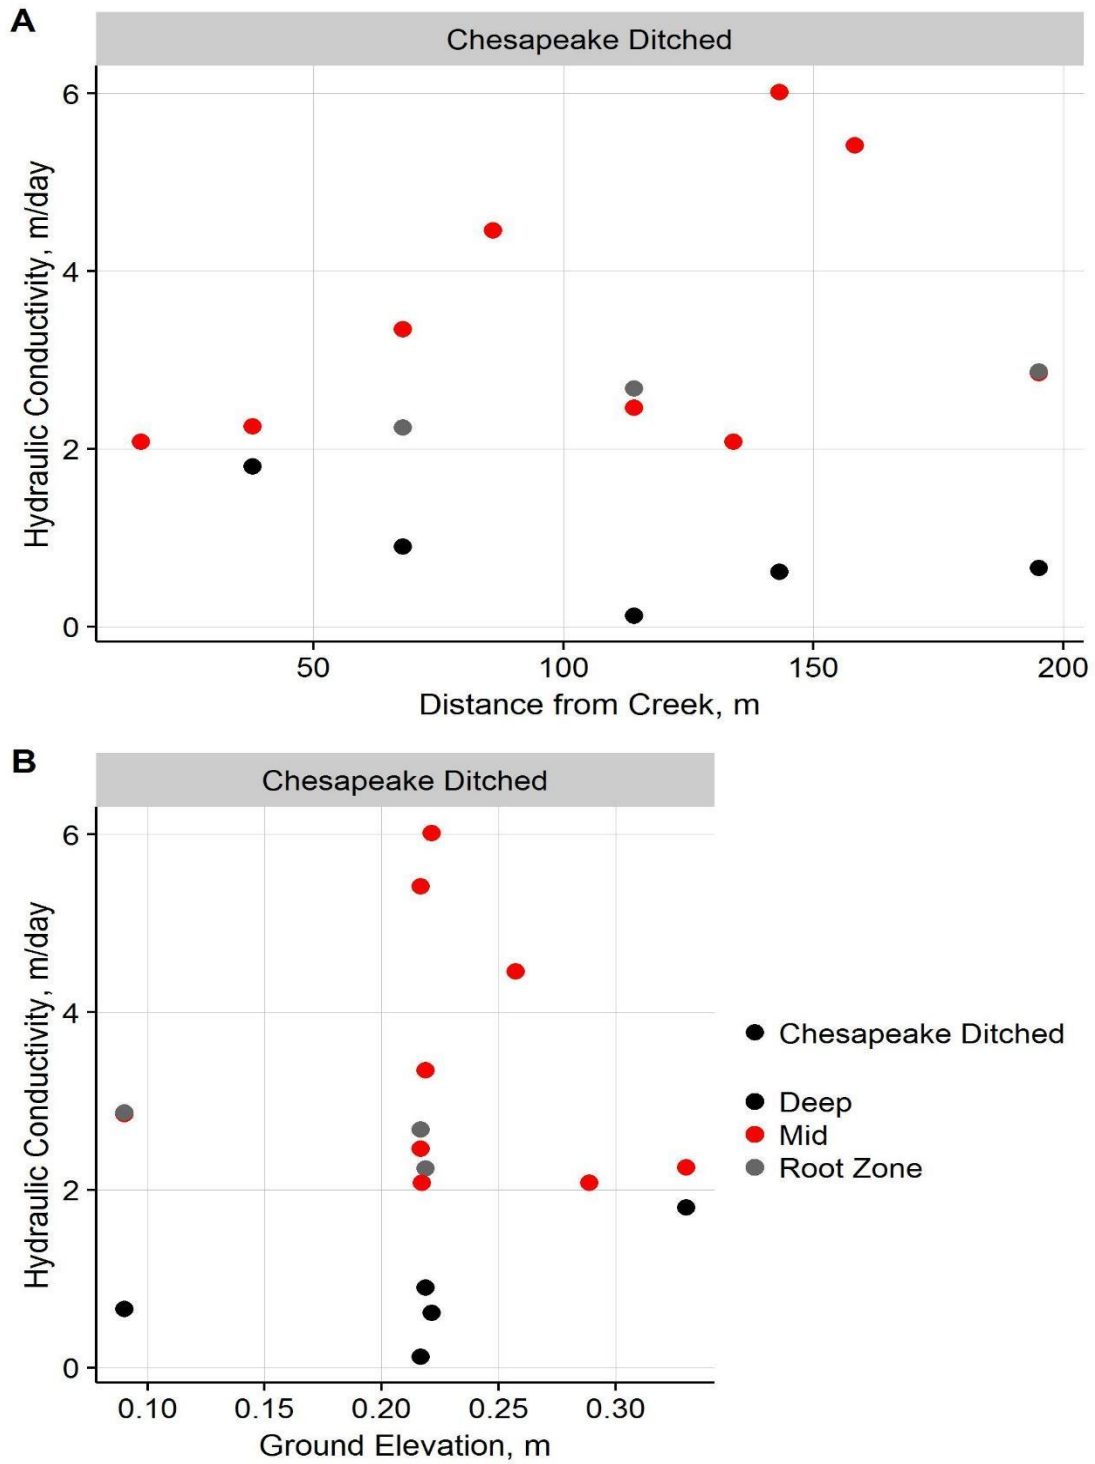 A
Chesapeake Ditched
Hydraulic Conductivity, m/day
6
4
2
0
50 100 150 200
Distance from Creek, m
B
Chesapeake Ditched
Hydraulic Conductivity, m/day
6
4
2
0
0.10 0.15 0.20 0.25 0.30
Ground Elevation, m
Chesapeake Ditched
Deep
Mid
Root Zone